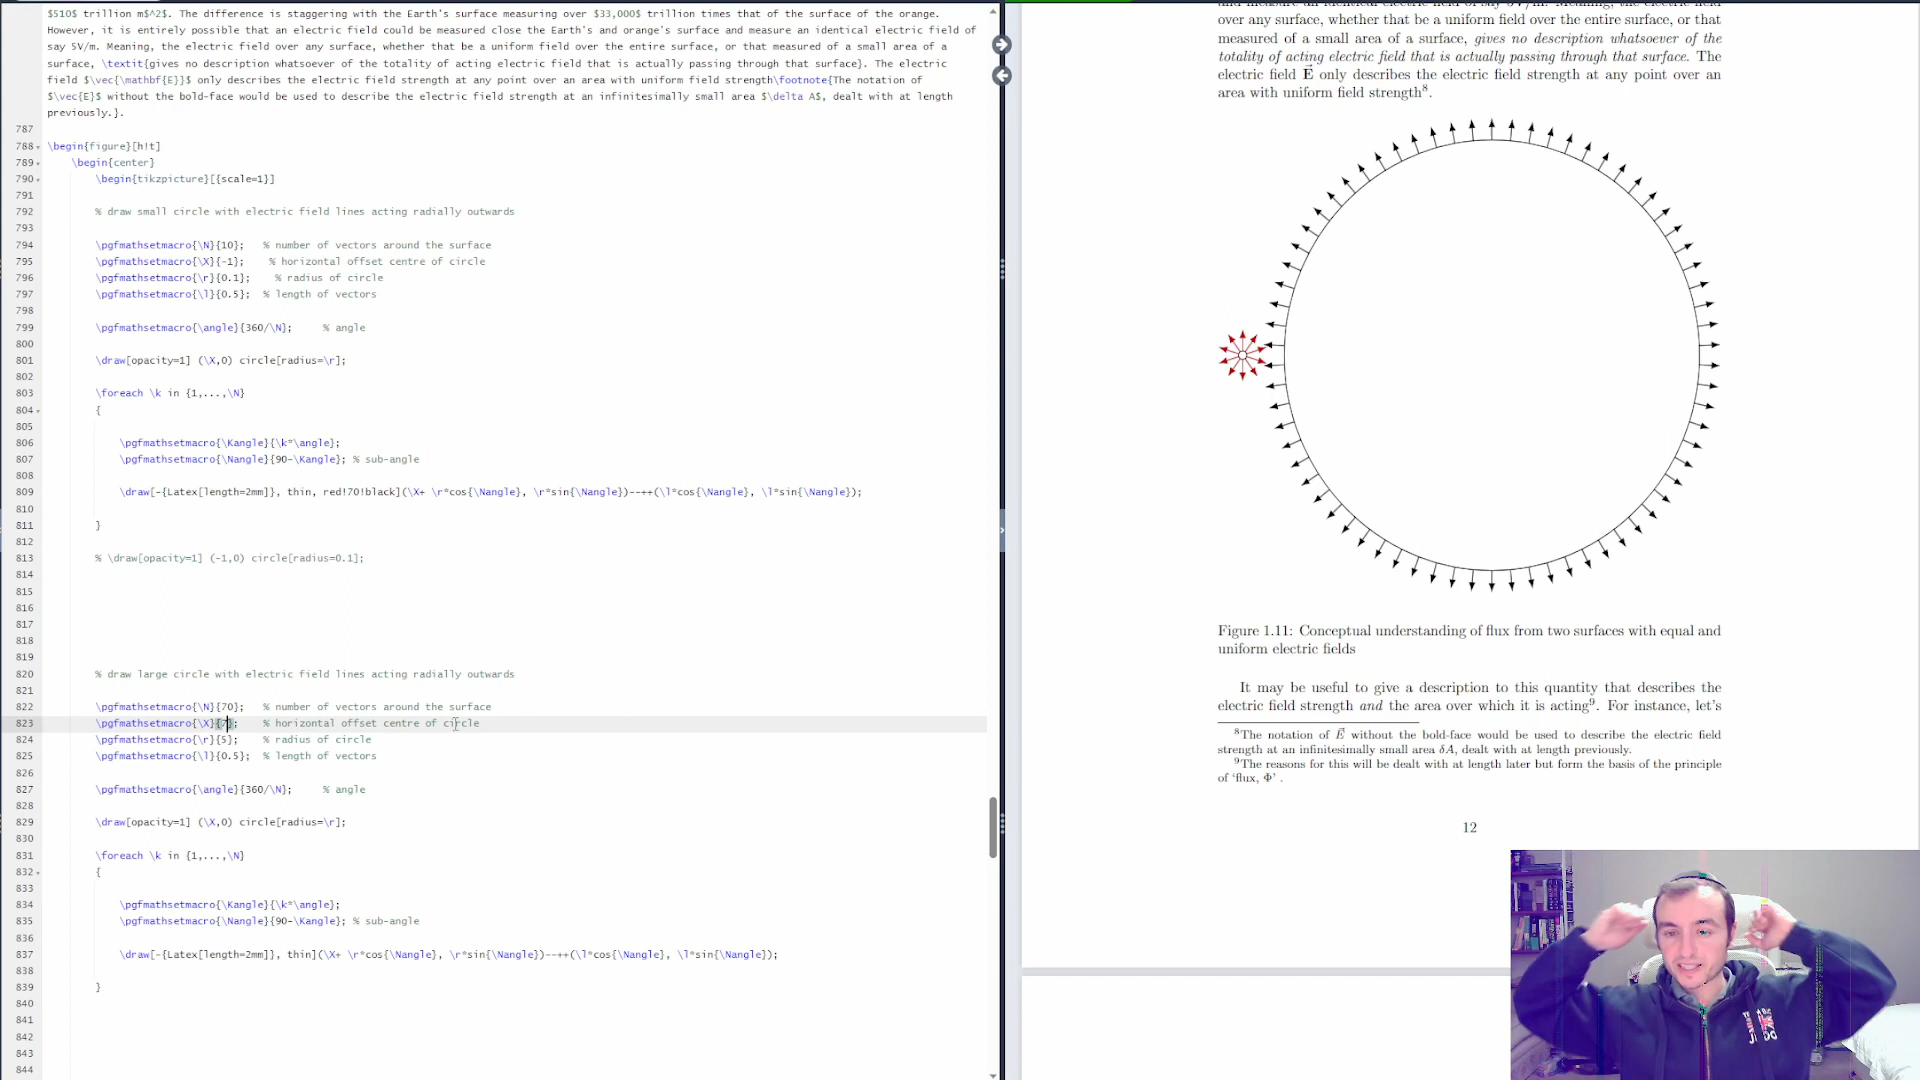 $510$ trillion m$^2$. The difference is staggering with the Earth's surface measuring over $33,000$ trillion times that of the surface of the orange.
However, it is entirely possible that an electric field could be measured close the Earth's and orange's surface and measure an identical electric field of
say 5V/m. Meaning, the electric field over any surface, whether that be a uniform field over the entire surface, or that measured of a small area of a
surface, \textit{gives no description whatsoever of the totality of acting electric field that is actually passing through that surface}. The electric
field $\vec{\mathbf{E}}$ only describes the electric field strength at any point over an area with uniform field strength\footnote{The notation of
$\vec{E}$ without the bold-face would be used to describe the electric field strength at an infinitesimally small area $\delta A$, dealt with at length
previously.}.
787
788 \begin{figure}[h!t]
789 \begin{center}
790 \begin{tikzpicture}[{scale=1}]
791
792 % draw small circle with electric field lines acting radially outwards
793
794 \pgfmathsetmacro{\N}{10}; % number of vectors around the surface
795 \pgfmathsetmacro{\X}{-1}; % horizontal offset centre of circle
796 \pgfmathsetmacro{\r}{0.1}; % radius of circle
797 \pgfmathsetmacro{\l}{0.5}; % length of vectors
798
799 \pgfmathsetmacro{\angle}{360/\N}; % angle
800
801 \draw[opacity=1] (\X,0) circle[radius=\r];
802
803 \foreach \k in {1,...,\N}
804 {
805
806 \pgfmathsetmacro{\Kangle}{\k*\angle};
807 \pgfmathsetmacro{\Nangle}{90-\Kangle}; % sub-angle
808
809 \draw[-{Latex[length=2mm]}, thin, red!70!black](\X+ \r*cos{\Nangle}, \r*sin{\Nangle})--++(\l*cos{\Nangle}, \l*sin{\Nangle});
810
811 }
812
813 % \draw[opacity=1] (-1,0) circle[radius=0.1];
814
815
816
817
818
819
820 % draw large circle with electric field lines acting radially outwards
821
822 \pgfmathsetmacro{\N}{70}; % number of vectors around the surface
823 \pgfmathsetmacro{\X}{7}; % horizontal offset centre of circle
824 \pgfmathsetmacro{\r}{5}; % radius of circle
825 \pgfmathsetmacro{\l}{0.5}; % length of vectors
826
827 \pgfmathsetmacro{\angle}{360/\N}; % angle
828
829 \draw[opacity=1] (\X,0) circle[radius=\r];
830
831 \foreach \k in {1,...,\N}
832 {
833
834 \pgfmathsetmacro{\Kangle}{\k*\angle};
835 \pgfmathsetmacro{\Nangle}{90-\Kangle}; % sub-angle
836
837 \draw[-{Latex[length=2mm]}, thin](\X+ \r*cos{\Nangle}, \r*sin{\Nangle})--++(\l*cos{\Nangle}, \l*sin{\Nangle});
838
839 }
840
841
842
843
844
over any surface, whether that be a uniform field over the entire surface, or that
measured of a small area of a surface, gives no description whatsoever of the
totality of acting electric field that is actually passing through that surface. The
electric field E⃗ only describes the electric field strength at any point over an
area with uniform field strength⁸.
Figure 1.11: Conceptual understanding of flux from two surfaces with equal and
uniform electric fields
It may be useful to give a description to this quantity that describes the
electric field strength and the area over which it is acting⁹. For instance, let's
⁸The notation of E⃗ without the bold-face would be used to describe the electric field
strength at an infinitesimally small area δA, dealt with at length previously.
⁹The reasons for this will be dealt with at length later but form the basis of the principle
of 'flux, Φ' .
12